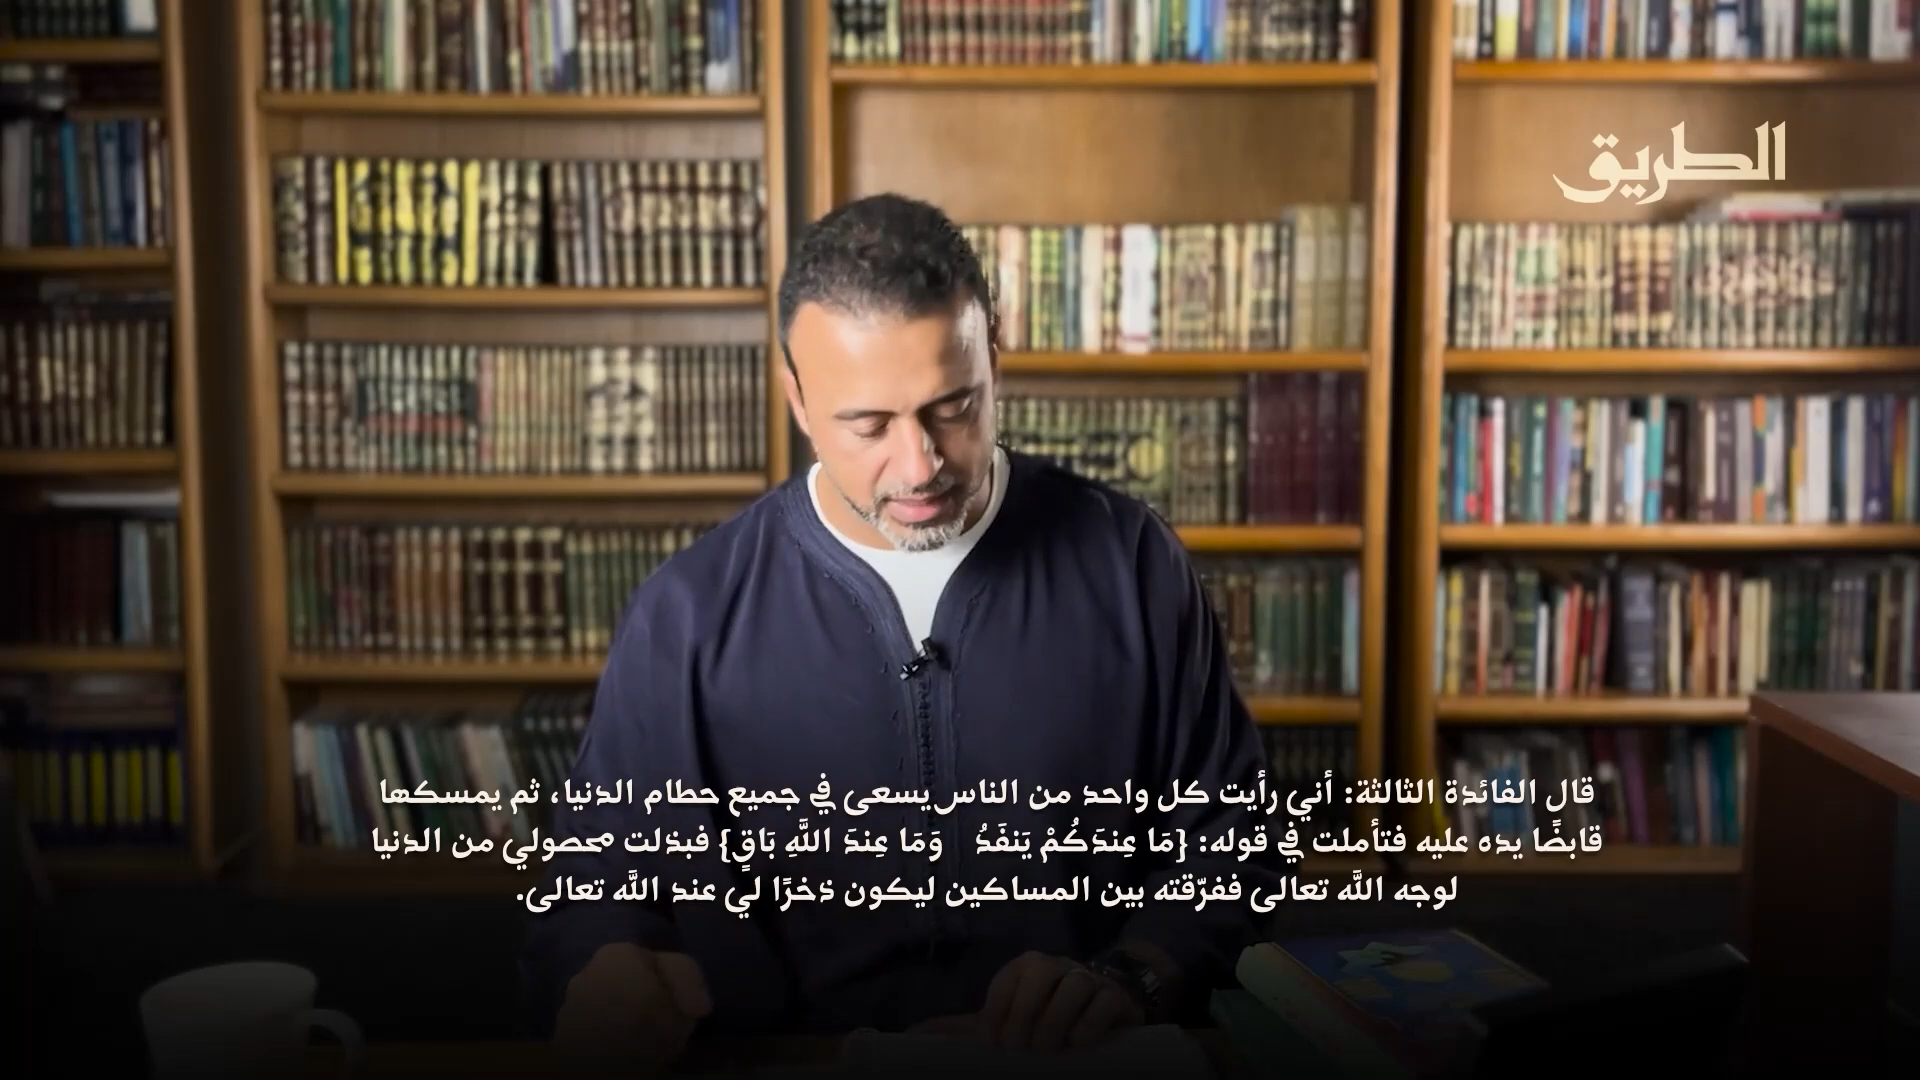 الطريق
قال الفائدة الثالثة: أني رأيت كل واحد من الناس يسعى في جميع حطام الدنيا، ثم يمسكها
قابضًا يده عليه فتأملت في قوله: {مَا عِندَكُمْ يَنفَدُ وَمَا عِندَ اللَّهِ بَاقٍ} فبذلت محصولي من الدنيا
لوجه اللَّه تعالى ففرّقته بين المساكين ليكون ذخرًا لي عند اللَّه تعالى.